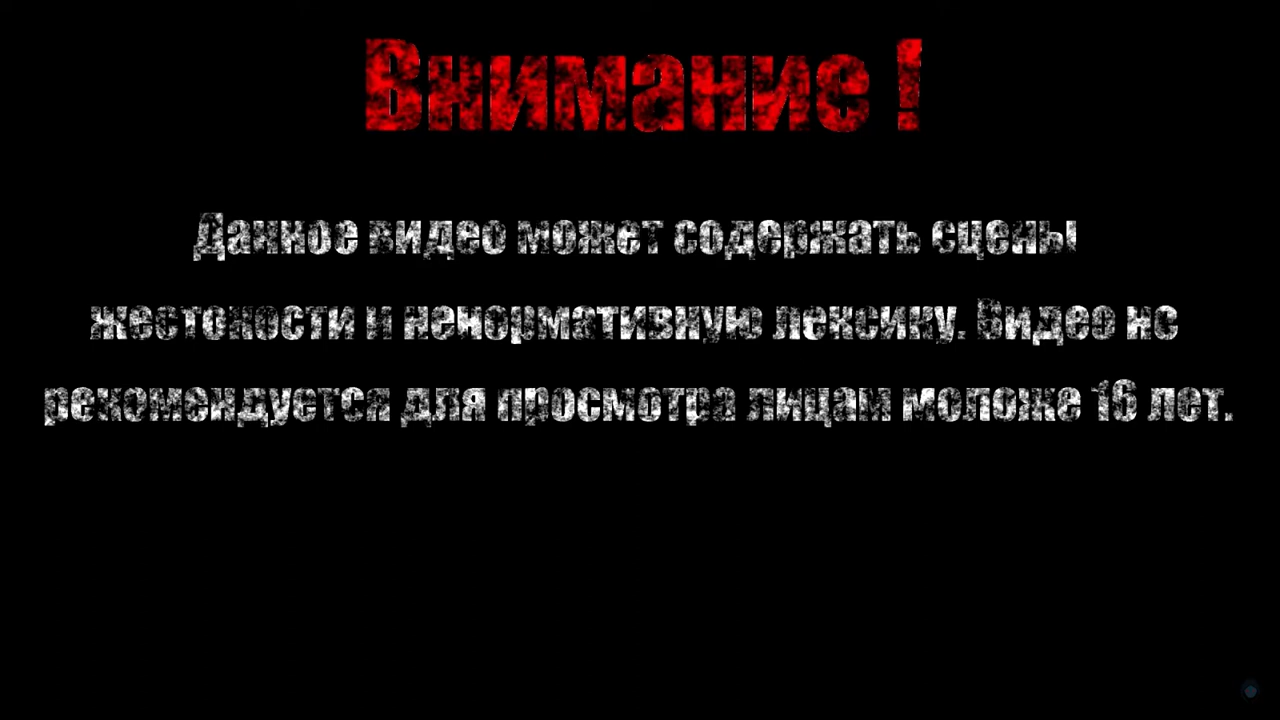 Внимание !
Данное видео может содержать сцены
жестокости и ненормативную лексику. Видео не
рекомендуется для просмотра лицам моложе 16 лет.